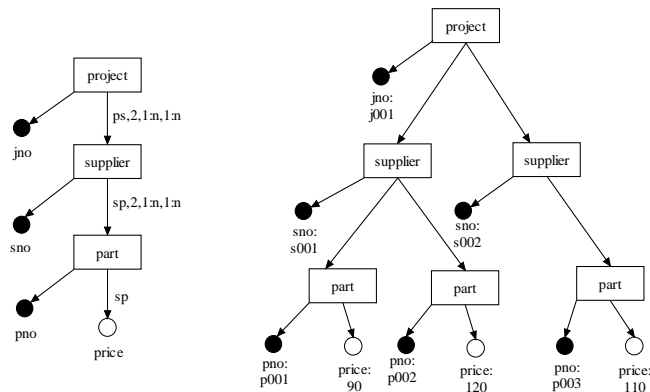 project
ps,2,1:n,1:n
jno
supplier
sp,2,1:n,1:n
sno
part
sp
pno
price
project
jno:
j001
supplier
supplier
sno:
s001
sno:
s002
part
part
part
pno:
p001
price:
90
pno:
p002
price:
120
pno:
p003
price:
110